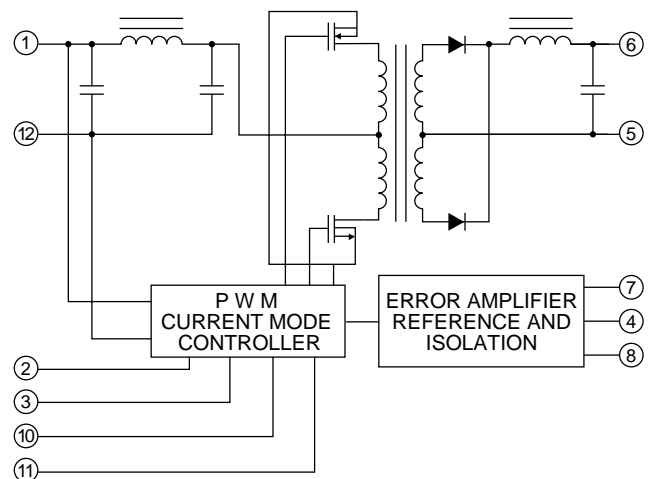 1
6
12
5
P W M
CURRENT MODE
CONTROLLER
ERROR AMPLIFIER
REFERENCE AND
ISOLATION
7
4
8
2
3
10
11